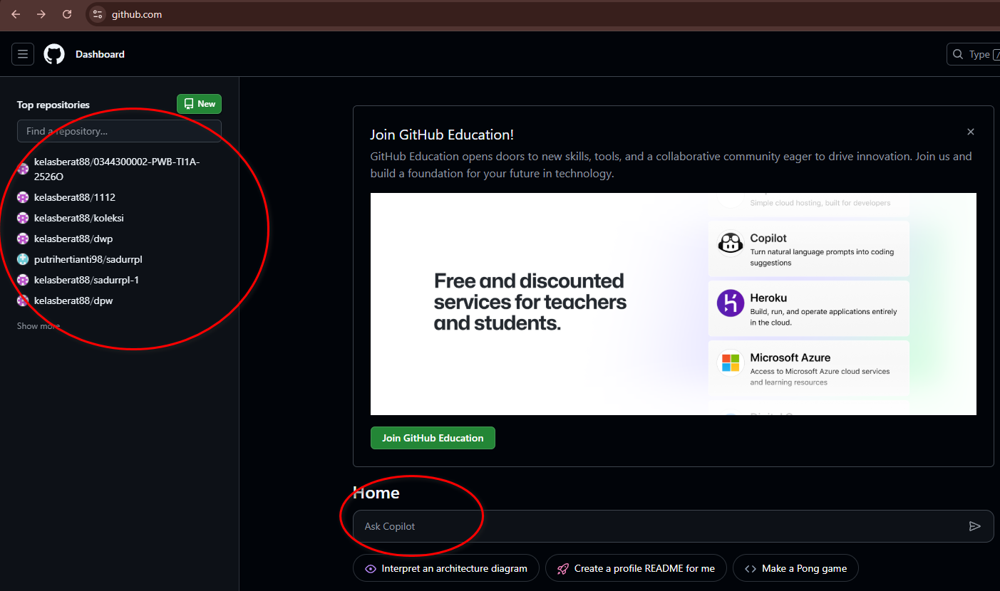 github.com
Dashboard
Type /
Top repositories
New
Find a repository...
kelasberat88/0344300002-PWB-TI1A-
2526O
kelasberat88/1112
kelasberat88/koleksi
kelasberat88/dwp
putrihertianti98/sadurrpl
kelasberat88/sadurrpl-1
kelasberat88/dpw
Show more
Join GitHub Education!
GitHub Education opens doors to new skills, tools, and a collaborative community eager to drive innovation. Join us and
build a foundation for your future in technology.
Free and discounted
services for teachers
and students.
Simple cloud hosting, built for developers
Copilot
Turn natural language prompts into coding
suggestions
Heroku
Build, run, and operate applications entirely
in the cloud.
Microsoft Azure
Access to Microsoft Azure cloud services
and learning resources
Join GitHub Education
Home
Ask Copilot
Interpret an architecture diagram
Create a profile README for me
Make a Pong game